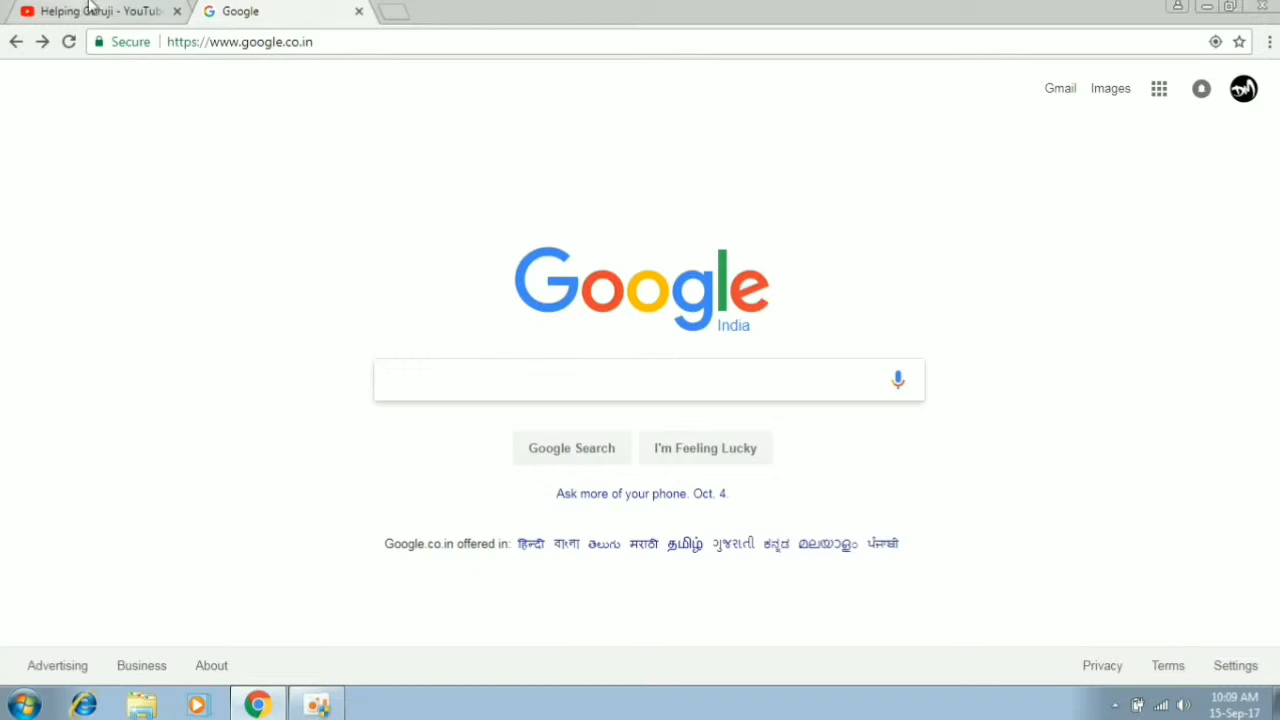 Helping Guruji - YouTub
Google
Secure
https://www.google.co.in
Gmail
Images
Google
India
Google Search
I'm Feeling Lucky
Ask more of your phone. Oct. 4.
Google.co.in offered in: हिन्दी বাংলা తెలుగు मराठी தமிழ் ગુજરાતી ಕನ್ನಡ മലയാളം ਪੰਜਾਬੀ
Advertising
Business
About
Privacy
Terms
Settings
10:09 AM
15-Sep-17